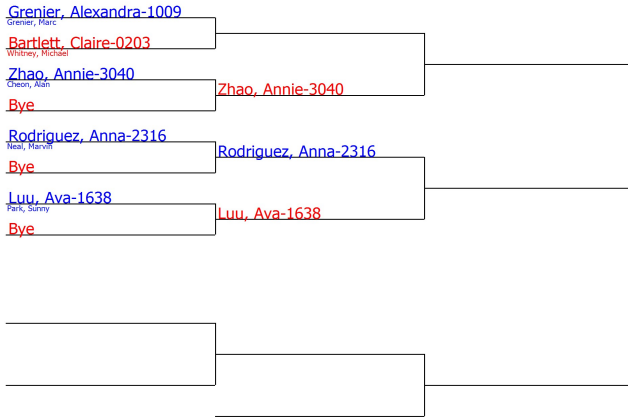 Grenier, Alexandra-1009
Grenier, Marc
Bartlett, Claire-0203
Whitney, Michael
Zhao, Annie-3040
Cheon, Alan
Zhao, Annie-3040
Bye
Rodriguez, Anna-2316
Neal, Marvin
Rodriguez, Anna-2316
Bye
Luu, Ava-1638
Park, Sunny
Luu, Ava-1638
Bye